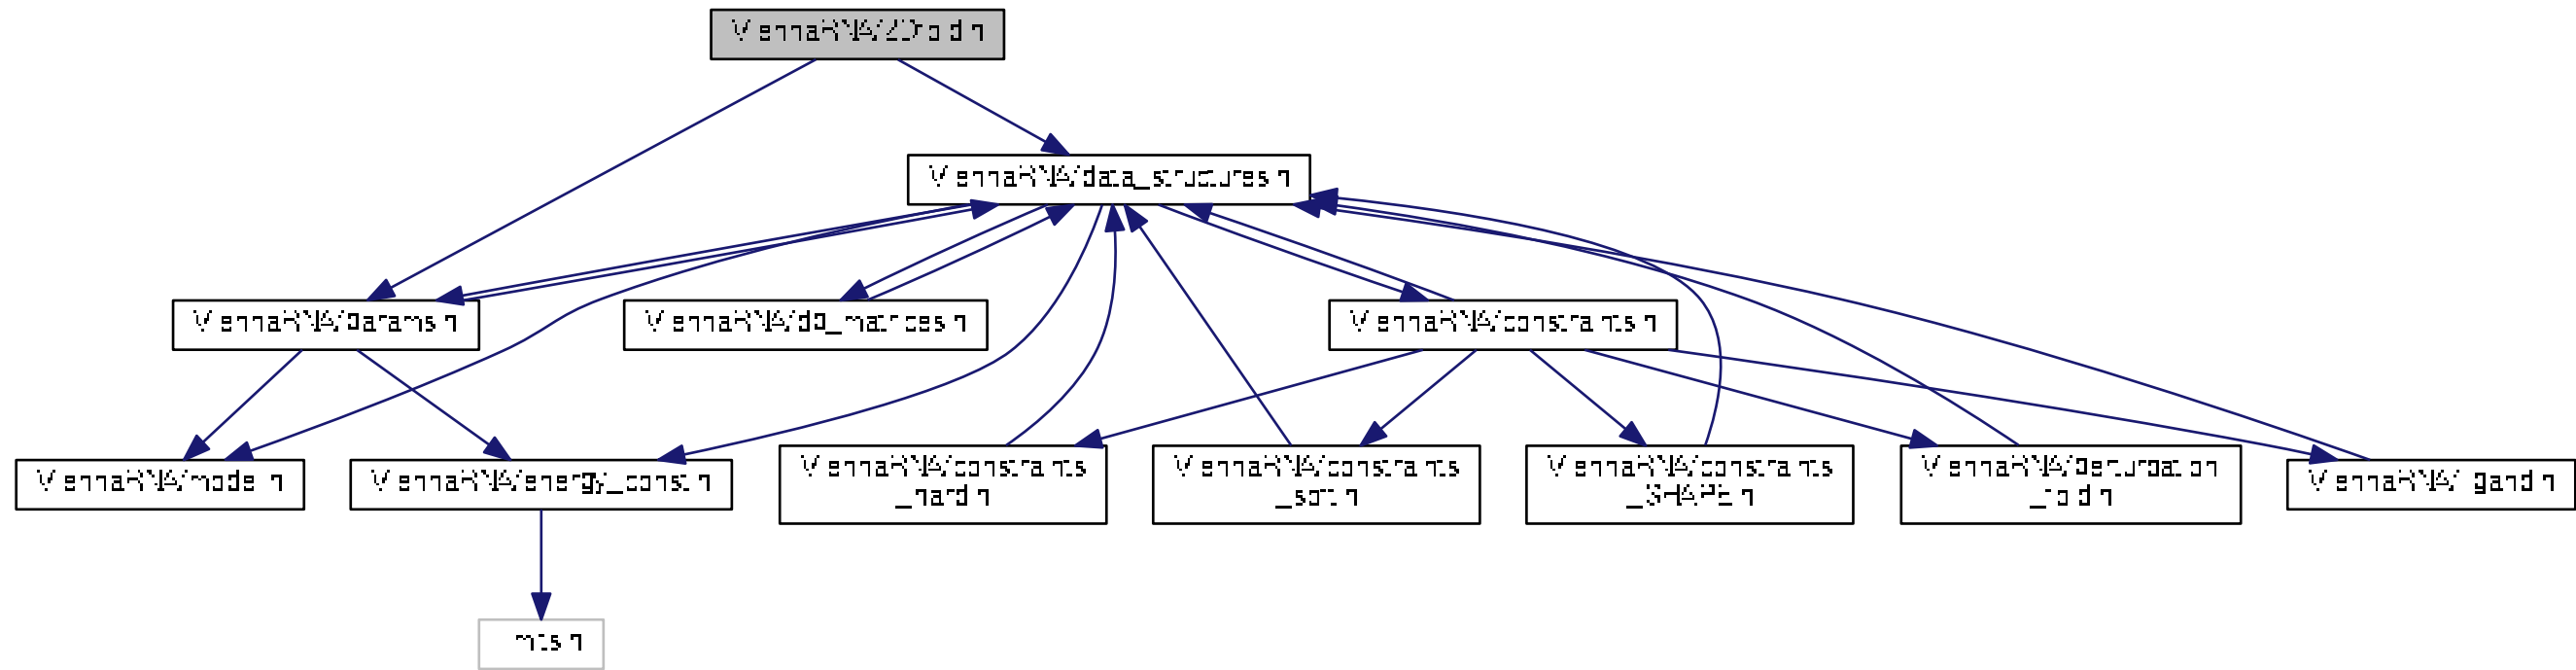 ViennaRNA/2Dfold.h
ViennaRNA/data_structures.h
ViennaRNA/params.h
ViennaRNA/dp_matrices.h
ViennaRNA/constraints.h
ViennaRNA/model.h
ViennaRNA/energy_const.h
ViennaRNA/constraints
_hard.h
ViennaRNA/constraints
_soft.h
ViennaRNA/constraints
_SHAPE.h
ViennaRNA/perturbation
_fold.h
ViennaRNA/ligand.h
limits.h